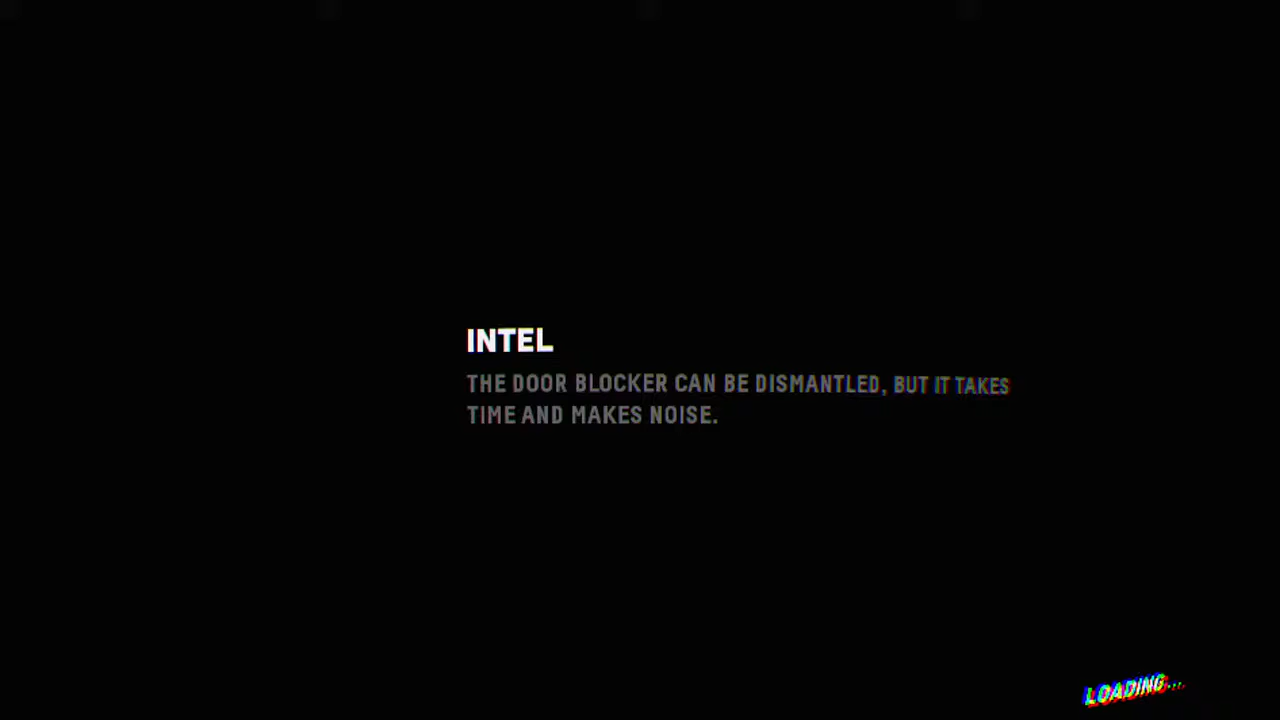 INTEL
THE DOOR BLOCKER CAN BE DISMANTLED, BUT IT TAKES
TIME AND MAKES NOISE.
LOADING...